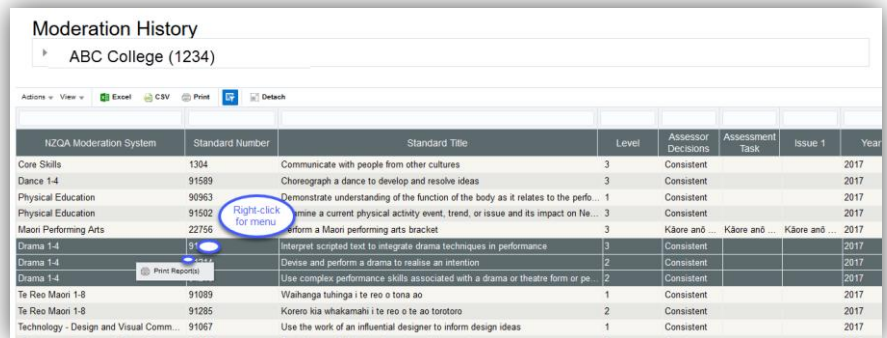 Moderation History
ABC College (1234)
Actions View Excel CSV Print Detach
NZQA Moderation System Standard Number Standard Title Level Assessor Decisions Assessment Task Issue 1 Year
Core Skills 1304 Communicate with people from other cultures 3 Consistent 2017
Dance 1-4 91589 Choreograph a dance to develop and resolve ideas 3 Consistent 2017
Physical Education 90963 Demonstrate understanding of the function of the body as it relates to the perfo... 1 Consistent 2017
Physical Education 91502 a current physical activity event, trend, or issue and its impact on Ne... 3 Consistent 2017
Right-click for menu
Maori Performing Arts 22756 Perform a Maori performing arts bracket 3 Kāore anō ... Kāore anō ... Kāore anō ... 2017
Drama 1-4 Interpret scripted text to integrate drama techniques in performance 3 Consistent 2017
Drama 1-4 Devise and perform a drama to realise an intention 2 Consistent 2017
Print Report(s)
Drama 1-4 Use complex performance skills associated with a drama or theatre form or pe... 2 Consistent 2017
Te Reo Maori 1-8 91089 Waihanga tuhinga i te reo o tona ao 1 Consistent 2017
Te Reo Maori 1-8 91285 Korero kia whakamahi i te reo o te ao torotoro 2 Consistent 2017
Technology - Design and Visual Comm... 91067 Use the work of an influential designer to inform design ideas 1 Consistent 2017